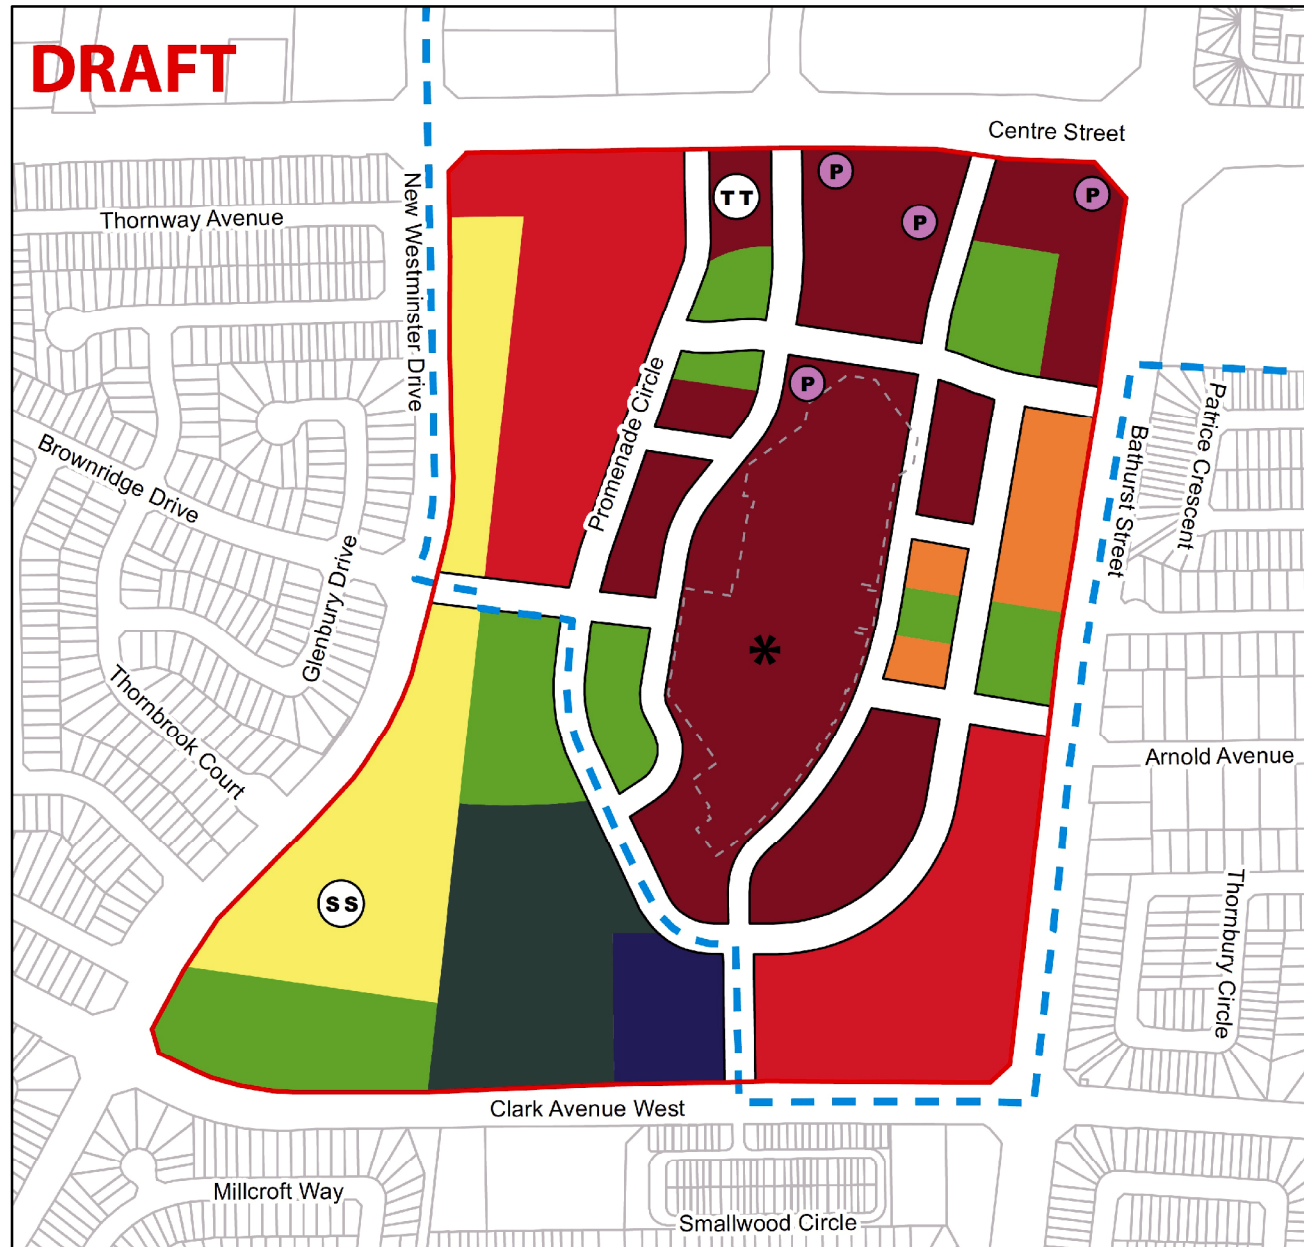 DRAFT
Centre Street
P
P
TT
P
New Westminster Drive
Thornway Avenue
Promenade Circle
P
Patrice Crescent
Bathurst Street
Brownridge Drive
Glenbury Drive
*
Thornbrook Court
Arnold Avenue
SS
Thornbury Circle
Clark Avenue West
Millcroft Way
Smallwood Circle